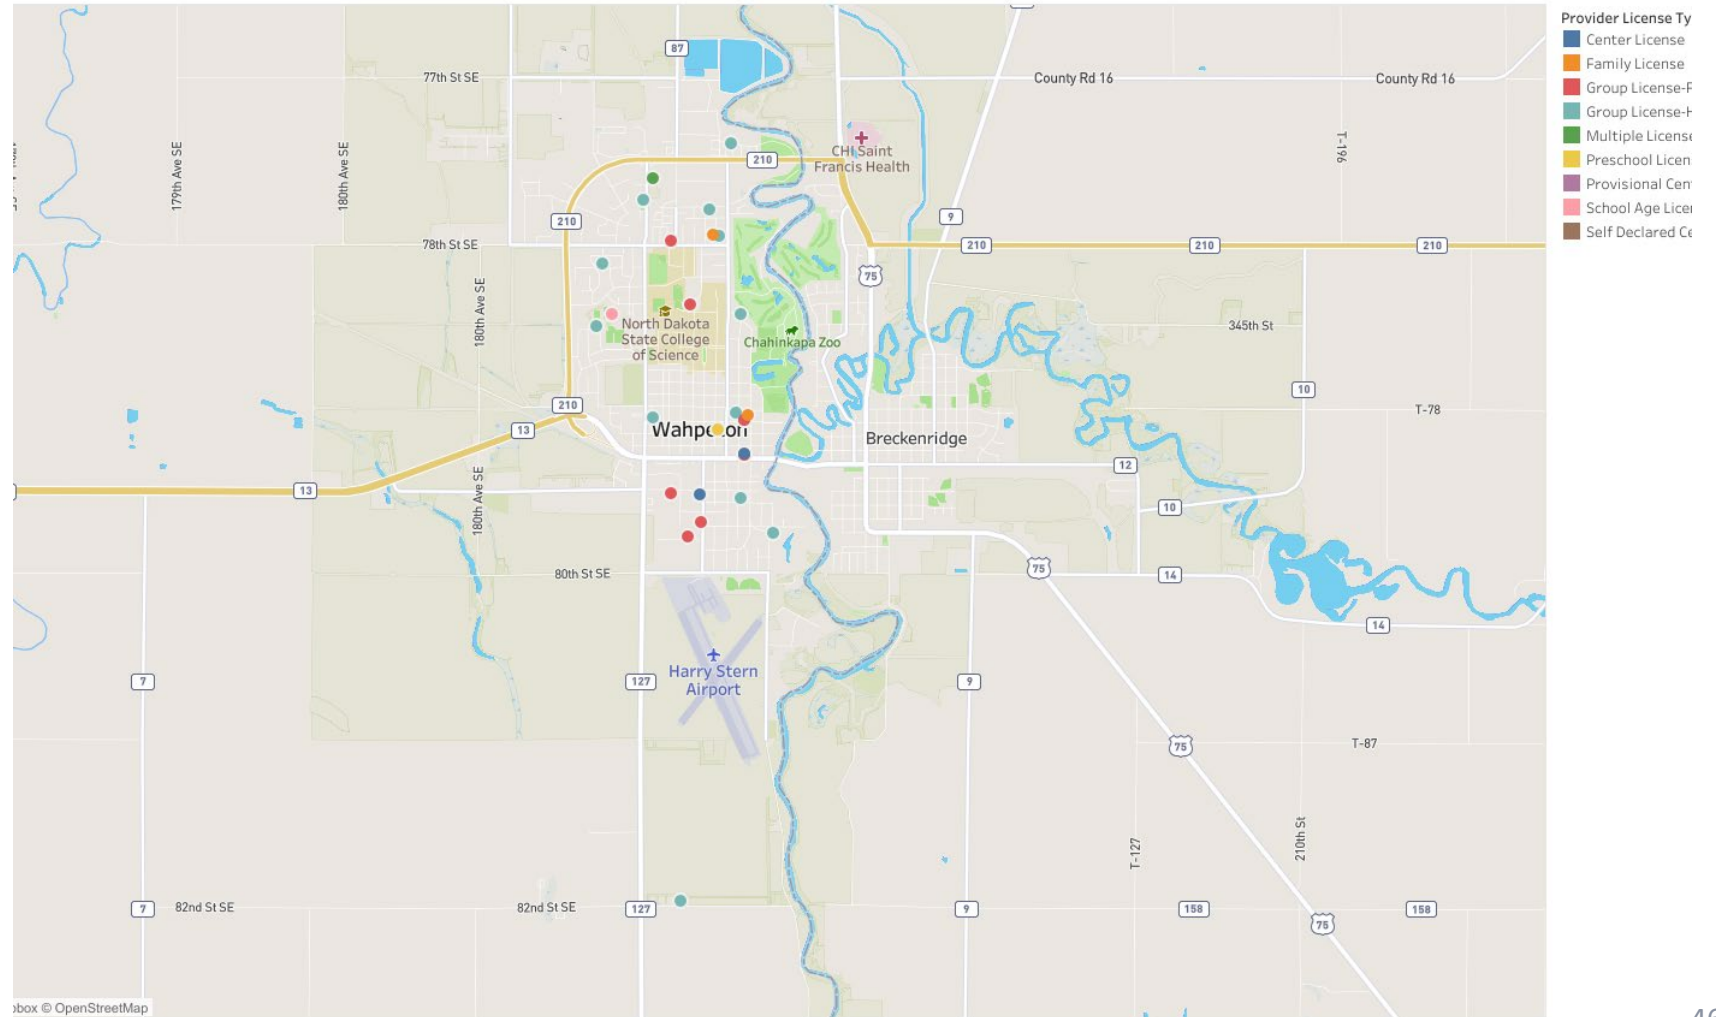 Provider License Ty
Center License
Family License
Group License-F
Group License-H
Multiple License
Preschool Licen
Provisional Cen
School Age Licen
Self Declared Ce
87
77th St SE
County Rd 16
County Rd 16
179th Ave SE
180th Ave SE
T-196
210
CHI Saint
Francis Health
210
9
78th St SE
210
210
210
75
180th Ave SE
North Dakota
State College
of Science
Chahinkapa Zoo
345th St
10
210
T-78
13
Wahpeton
Breckenridge
12
13
180th Ave SE
10
75
80th St SE
14
14
Harry Stern
Airport
7
127
9
75
T-87
T-127
210th St
7
82nd St SE
82nd St SE
127
9
158
158
75
box © OpenStreetMap